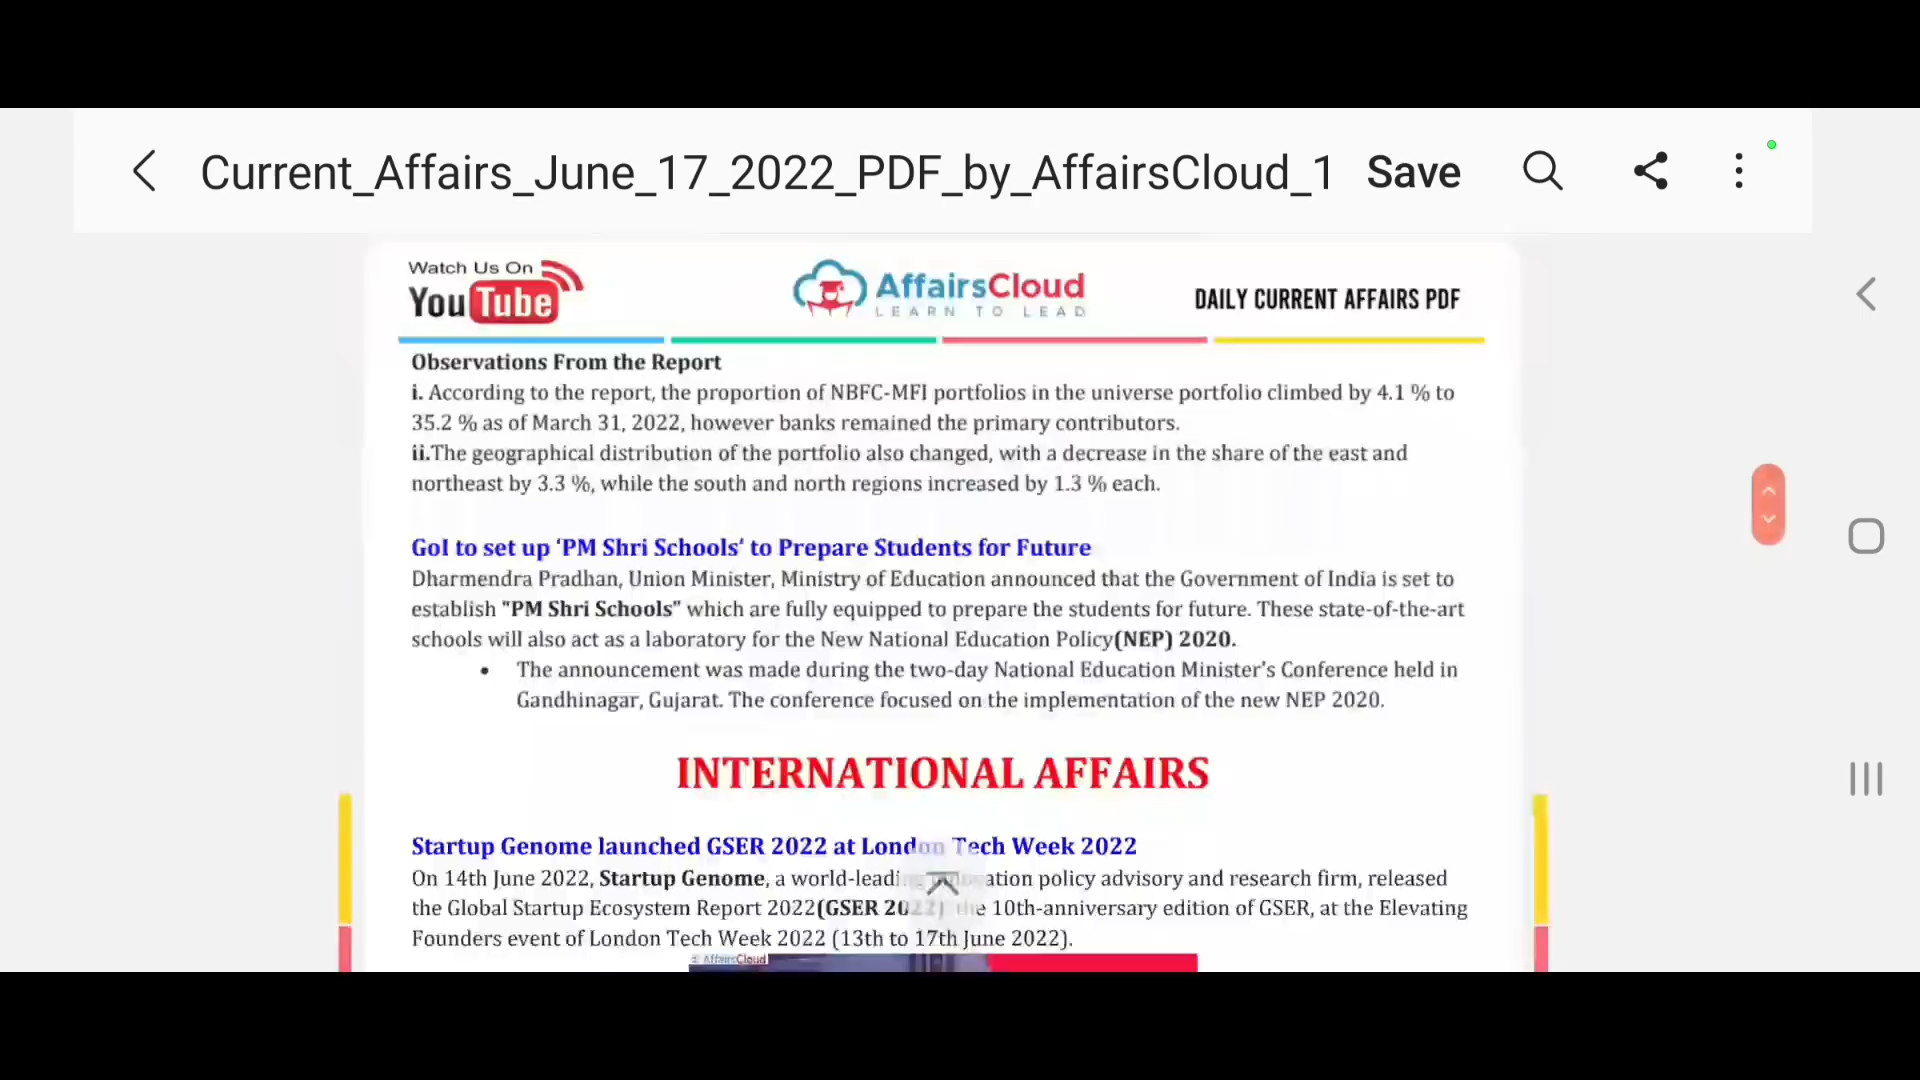 Current_Affairs_June_17_2022_PDF_by_AffairsCloud_1 Save
Watch Us On
YouTube
AffairsCloud
LEARN TO LEAD
DAILY CURRENT AFFAIRS PDF
Observations From the Report
i. According to the report, the proportion of NBFC-MFI portfolios in the universe portfolio climbed by 4.1 % to
35.2 % as of March 31, 2022, however banks remained the primary contributors.
ii.The geographical distribution of the portfolio also changed, with a decrease in the share of the east and
northeast by 3.3 %, while the south and north regions increased by 1.3 % each.
GoI to set up ‘PM Shri Schools’ to Prepare Students for Future
Dharmendra Pradhan, Union Minister, Ministry of Education announced that the Government of India is set to
establish "PM Shri Schools" which are fully equipped to prepare the students for future. These state-of-the-art
schools will also act as a laboratory for the New National Education Policy(NEP) 2020.
• The announcement was made during the two-day National Education Minister’s Conference held in
Gandhinagar, Gujarat. The conference focused on the implementation of the new NEP 2020.
INTERNATIONAL AFFAIRS
Startup Genome launched GSER 2022 at London Tech Week 2022
On 14th June 2022, Startup Genome, a world-leading innovation policy advisory and research firm, released
the Global Startup Ecosystem Report 2022(GSER 2022) the 10th-anniversary edition of GSER, at the Elevating
Founders event of London Tech Week 2022 (13th to 17th June 2022).
© AffairsCloud